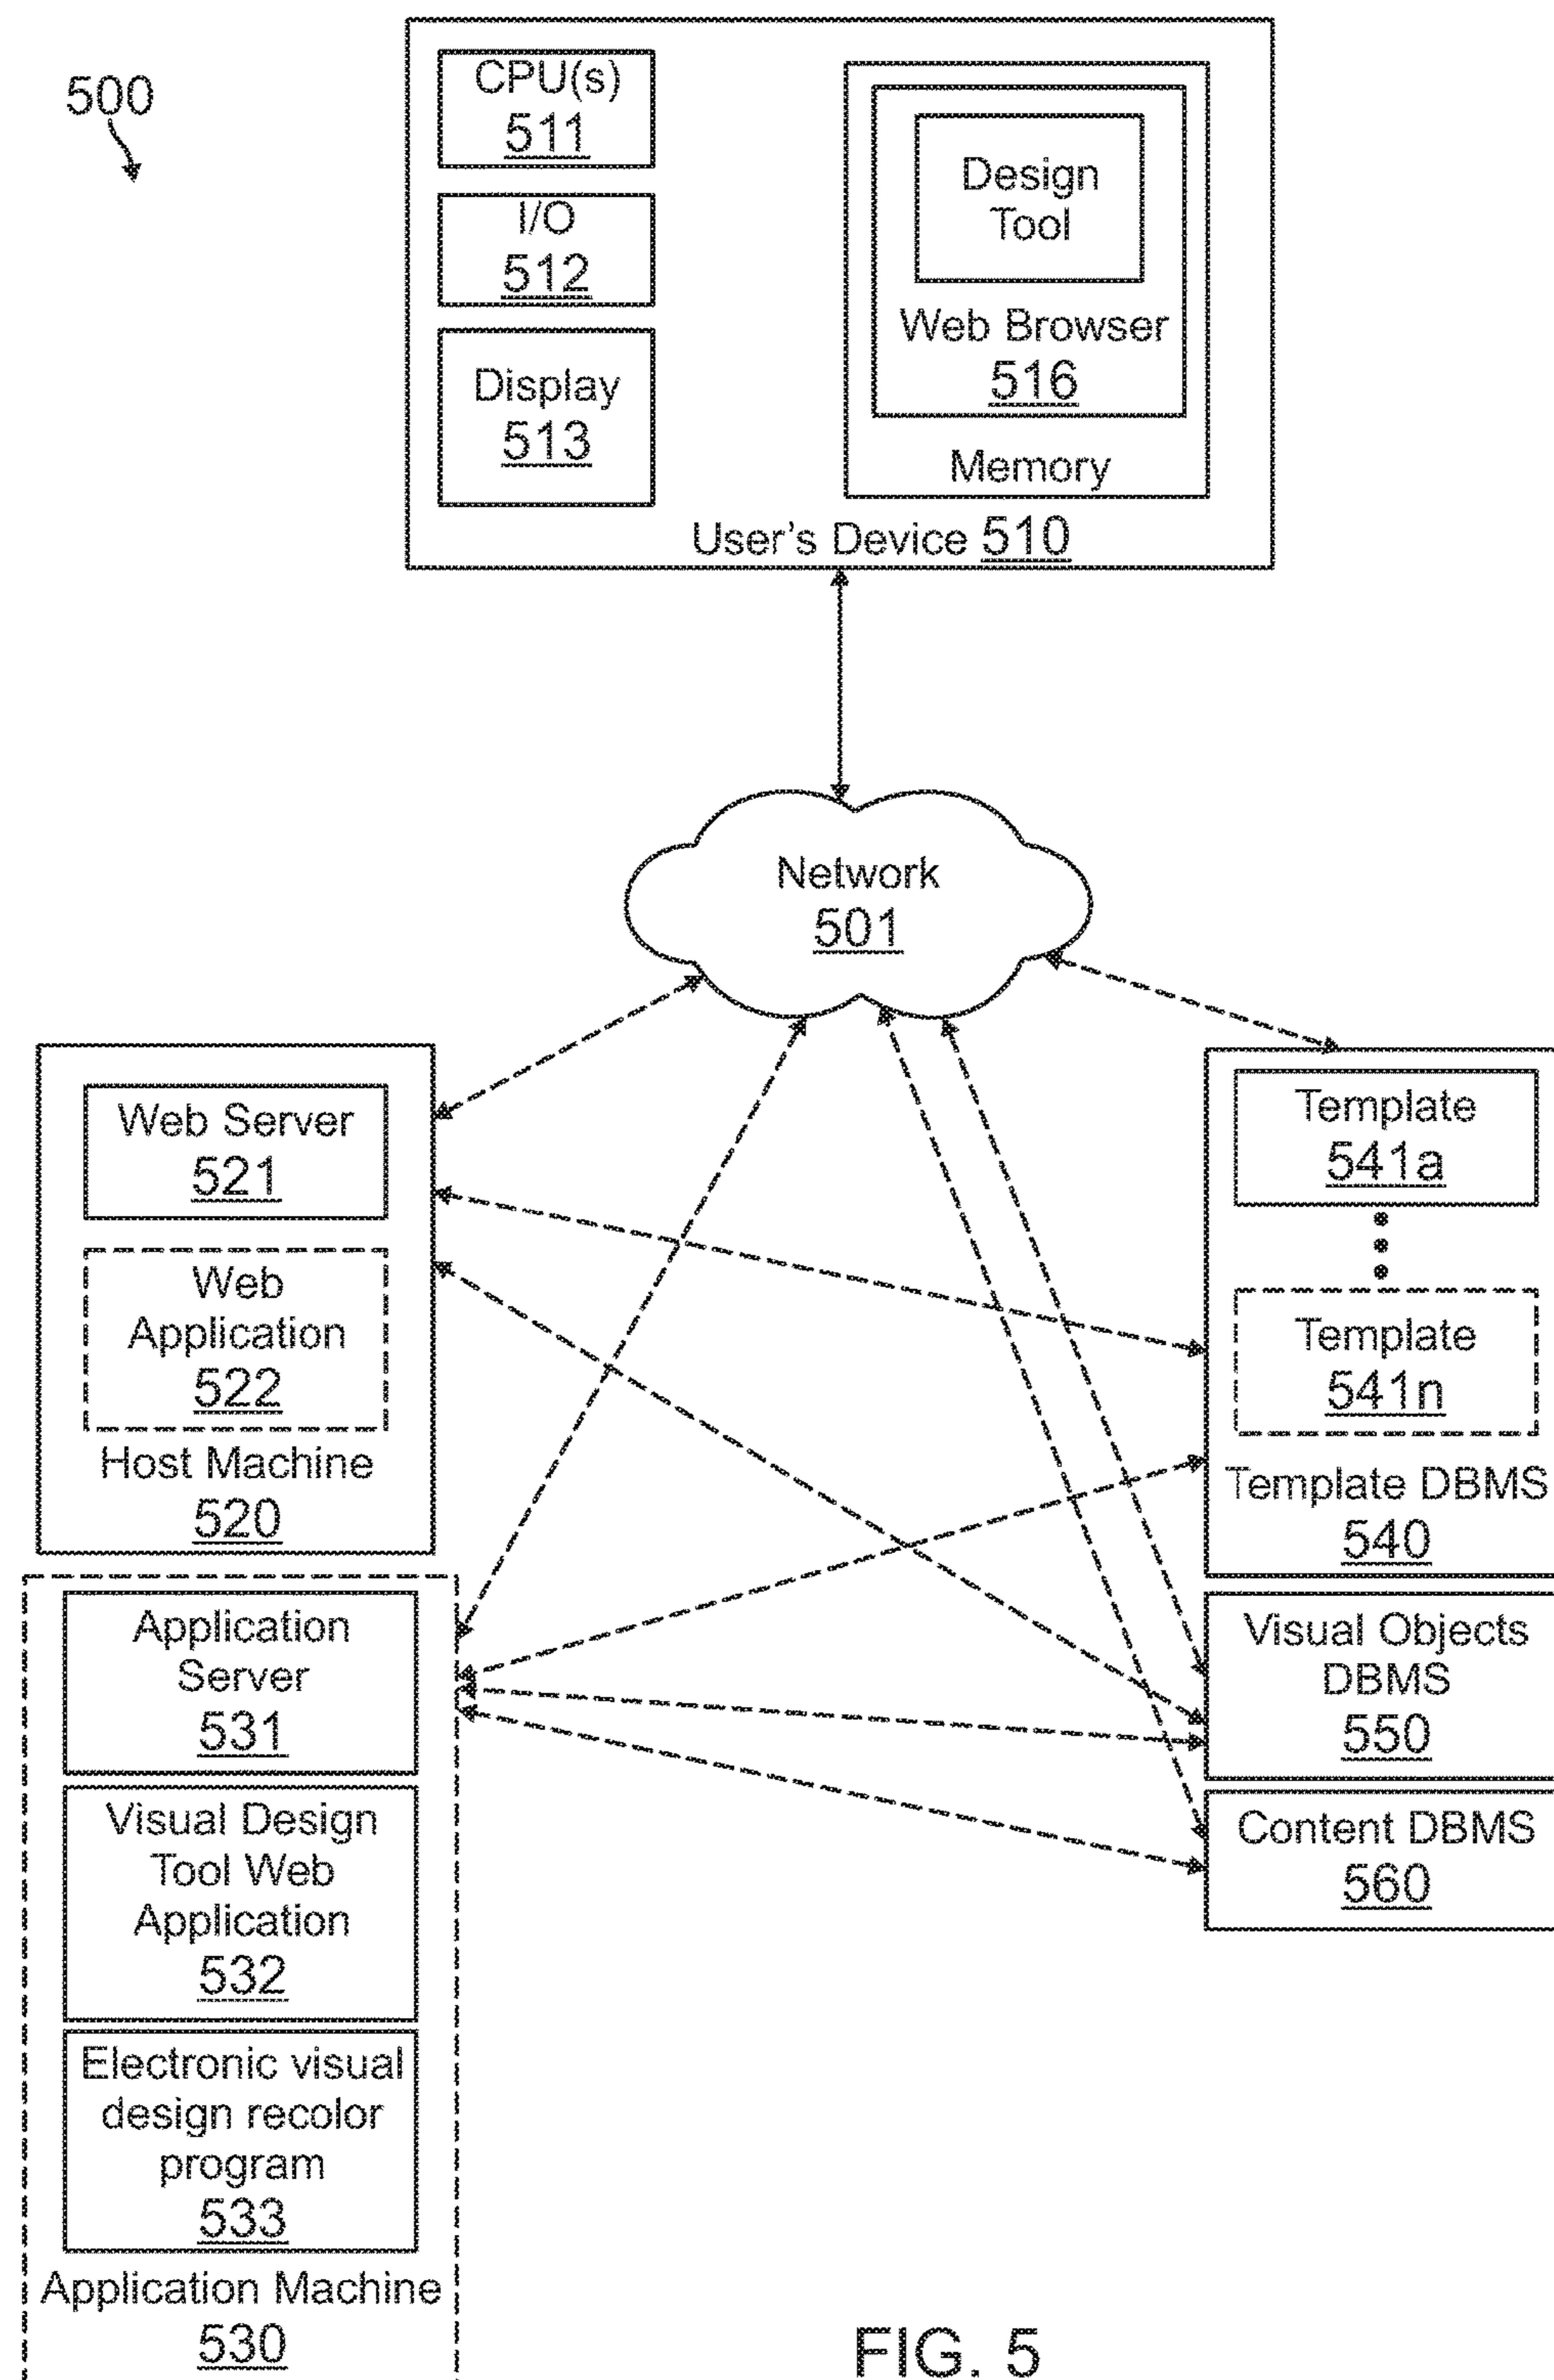 500
CPU(s)
511
I/O
512
Display
513
Design
Tool
Web Browser
516
Memory
User's Device 510
Network
501
Web Server
521
Web
Application
522
Host Machine
520
Template
541a
Template
541n
Template DBMS
540
Application
Server
531
Visual Design
Tool Web
Application
532
Electronic visual
design recolor
program
533
Application Machine
530
Visual Objects
DBMS
550
Content DBMS
560
FIG. 5